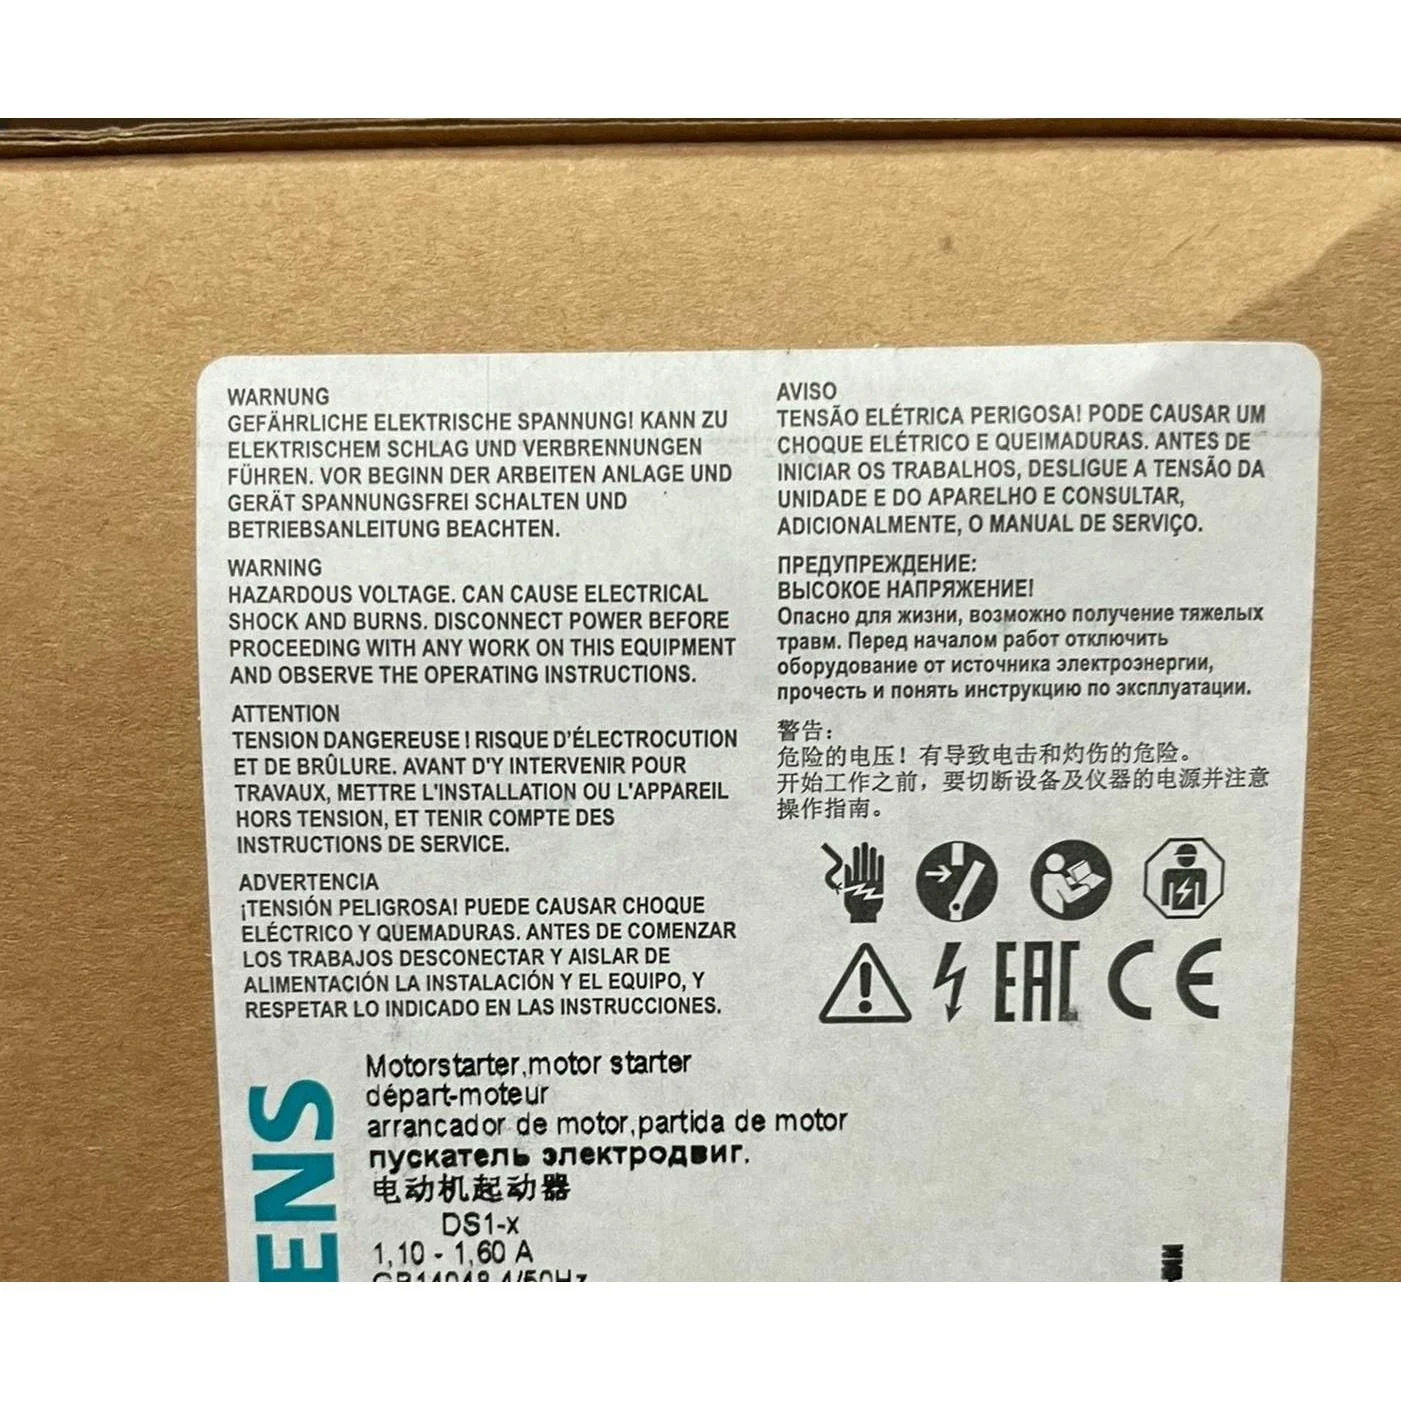 WARNUNG
GEFÄHRLICHE ELEKTRISCHE SPANNUNG! KANN ZU
ELEKTRISCHEM SCHLAG UND VERBRENNUNGEN
FÜHREN. VOR BEGINN DER ARBEITEN ANLAGE UND
GERÄT SPANNUNGSFREI SCHALTEN UND
BETRIEBSANLEITUNG BEACHTEN.
WARNING
HAZARDOUS VOLTAGE. CAN CAUSE ELECTRICAL
SHOCK AND BURNS. DISCONNECT POWER BEFORE
PROCEEDING WITH ANY WORK ON THIS EQUIPMENT
AND OBSERVE THE OPERATING INSTRUCTIONS.
ATTENTION
TENSION DANGEREUSE ! RISQUE D'ÉLECTROCUTION
ET DE BRÛLURE. AVANT D'Y INTERVENIR POUR
TRAVAUX, METTRE L'INSTALLATION OU L'APPAREIL
HORS TENSION, ET TENIR COMPTE DES
INSTRUCTIONS DE SERVICE.
ADVERTENCIA
¡TENSIÓN PELIGROSA! PUEDE CAUSAR CHOQUE
ELÉCTRICO Y QUEMADURAS. ANTES DE COMENZAR
LOS TRABAJOS DESCONECTAR Y AISLAR DE
ALIMENTACIÓN LA INSTALACIÓN Y EL EQUIPO, Y
RESPETAR LO INDICADO EN LAS INSTRUCCIONES.
AVISO
TENSÃO ELÉTRICA PERIGOSA! PODE CAUSAR UM
CHOQUE ELÉTRICO E QUEIMADURAS. ANTES DE
INICIAR OS TRABALHOS, DESLIGUE A TENSÃO DA
UNIDADE E DO APARELHO E CONSULTAR,
ADICIONALMENTE, O MANUAL DE SERVIÇO.
ПРЕДУПРЕЖДЕНИЕ:
ВЫСОКОЕ НАПРЯЖЕНИЕ!
Опасно для жизни, возможно получение тяжелых
травм. Перед началом работ отключить
оборудование от источника электроэнергии,
прочесть и понять инструкцию по эксплуатации.
警告：
危险的电压！有导致电击和灼伤的危险。
开始工作之前，要切断设备及仪器的电源并注意
操作指南。
EAC CE
ENS
Motorstarter,motor starter
départ-moteur
arrancador de motor,partida de motor
пускатель электродвиг.
电动机起动器
DS1-x
1,10 - 1,60 A
GB14048.4/50Hz